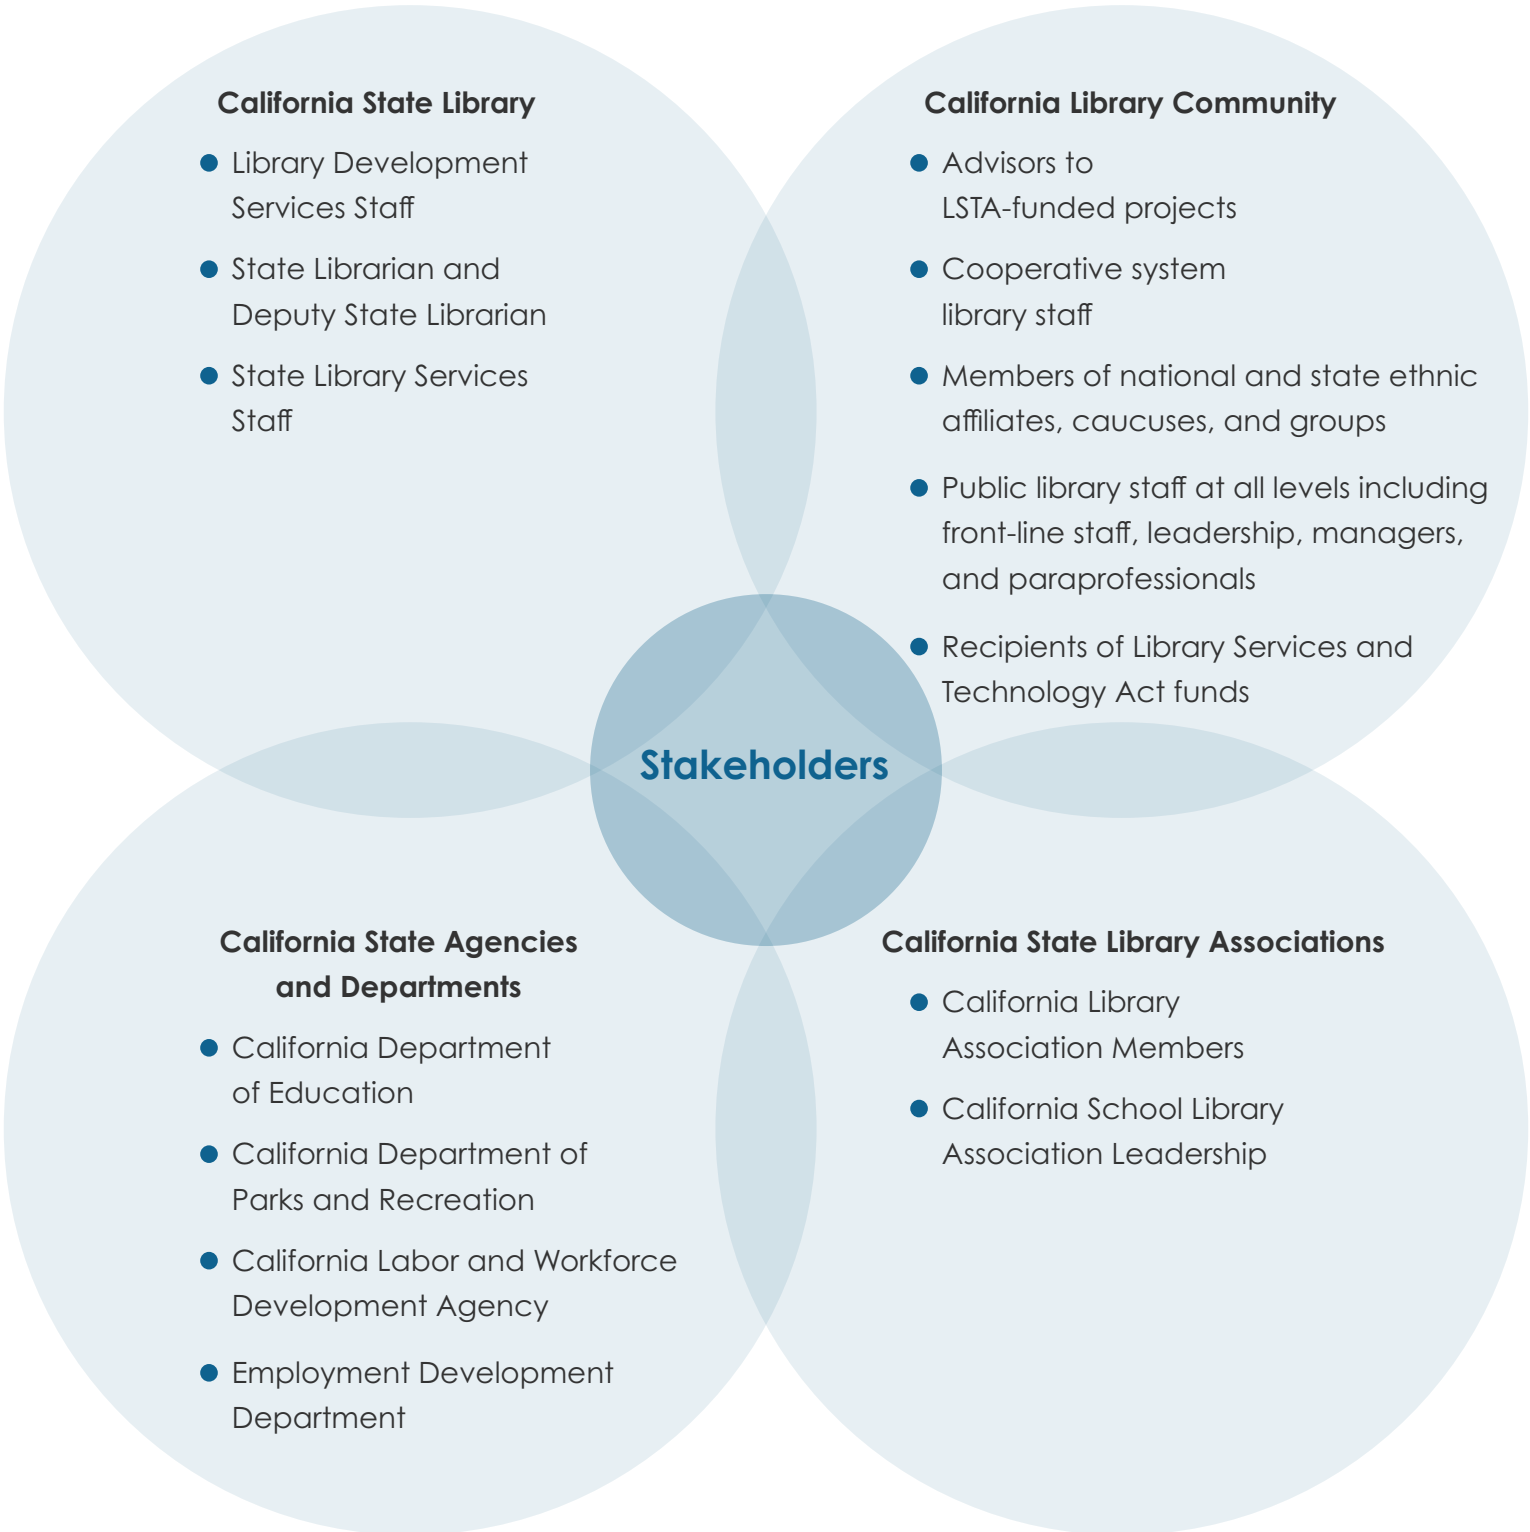 California State Library
Library Development
Services Staff
State Librarian and
Deputy State Librarian
State Library Services
Staff
California Library Community
Advisors to
LSTA-funded projects
Cooperative system
library staff
Members of national and state ethnic
affiliates, caucuses, and groups
Public library staff at all levels including
front-line staff, leadership, managers,
and paraprofessionals
Recipients of Library Services and
Technology Act funds
Stakeholders
California State Agencies
and Departments
California Department
of Education
California Department of
Parks and Recreation
California Labor and Workforce
Development Agency
Employment Development
Department
California State Library Associations
California Library
Association Members
California School Library
Association Leadership